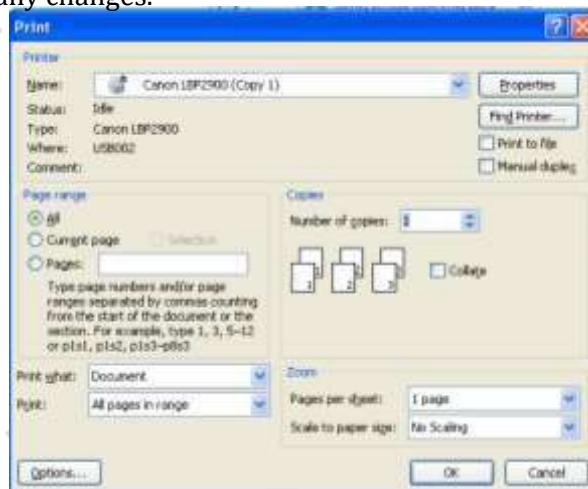 any changes.
Print
Printer
Name: Canon LBP2900 (Copy 1)
Properties
Status: Idle
Find Printer...
Type: Canon LBP2900
Where: USB002
Print to file
Comment:
Manual duplex
Page range
All
Current page Selection
Pages:
Type page numbers and/or page
ranges separated by commas counting
from the start of the document or the
section. For example, type 1, 3, 5-12
or p1s1, p1s2, p1s3-p8s3
Copies
Number of copies: 1
Collate
Print what: Document
Print: All pages in range
Zoom
Pages per sheet: 1 page
Scale to paper size: No Scaling
Options...
OK
Cancel